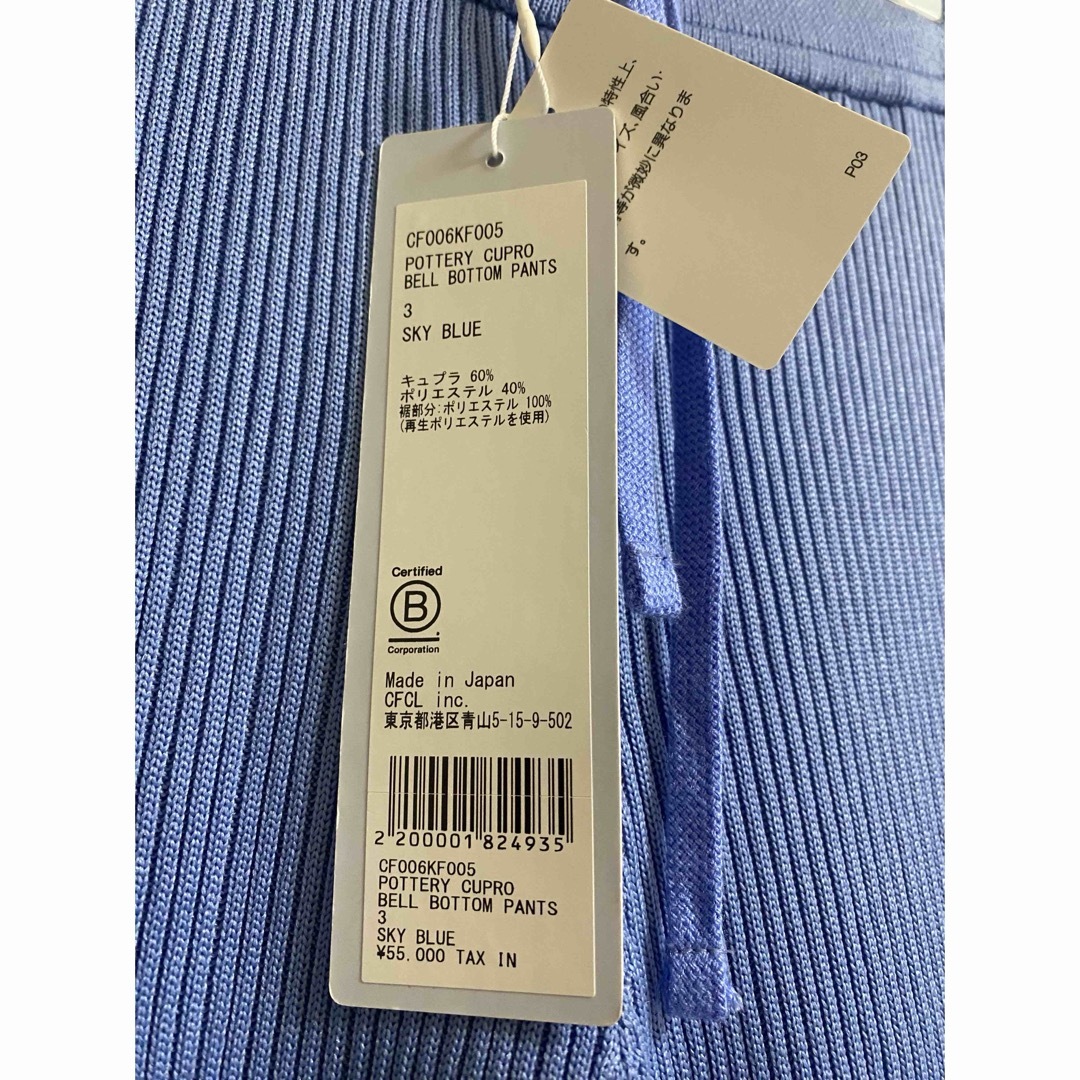 CF006KF005
POTTERY CUPRO
BELL BOTTOM PANTS
3
SKY BLUE
キュプラ 60%
ポリエステル 40%
裾部分:ポリエステル 100%
(再生ポリエステルを使用)
Certified
B
Corporation
Made in Japan
CFCL inc.
東京都港区青山5-15-9-502
2 200001 824935
CF006KF005
POTTERY CUPRO
BELL BOTTOM PANTS
3
SKY BLUE
¥55.000 TAX IN
特性上、
イズ、風合い、
等が微妙に異なりま
す。
P03